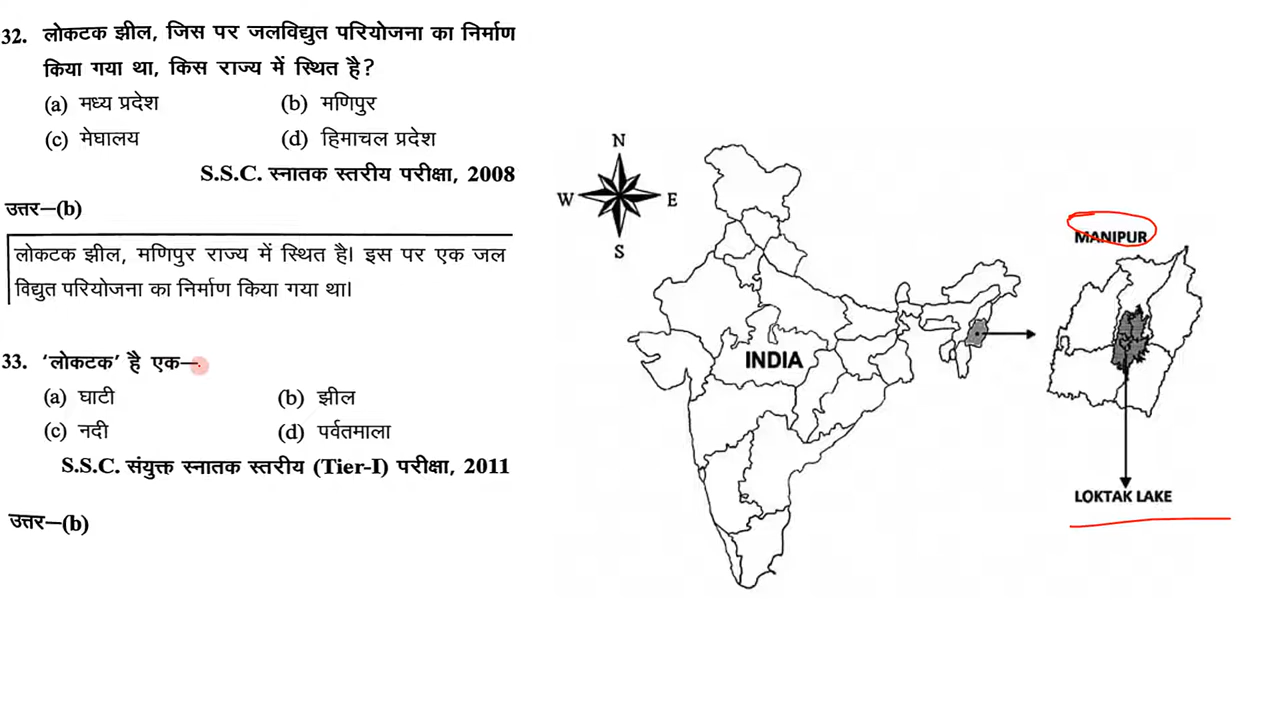 32. लोकटक झील, जिस पर जलविद्युत परियोजना का निर्माण
किया गया था, किस राज्य में स्थित है?
(a) मध्य प्रदेश (b) मणिपुर
(c) मेघालय (d) हिमाचल प्रदेश
S.S.C. स्नातक स्तरीय परीक्षा, 2008
उत्तर—(b)
लोकटक झील, मणिपुर राज्य में स्थित है। इस पर एक जल
विद्युत परियोजना का निर्माण किया गया था।
33. ‘लोकटक’ है एक—
(a) घाटी (b) झील
(c) नदी (d) पर्वतमाला
S.S.C. संयुक्त स्नातक स्तरीय (Tier-I) परीक्षा, 2011
उत्तर—(b)
N
W E
S
INDIA
MANIPUR
LOKTAK LAKE